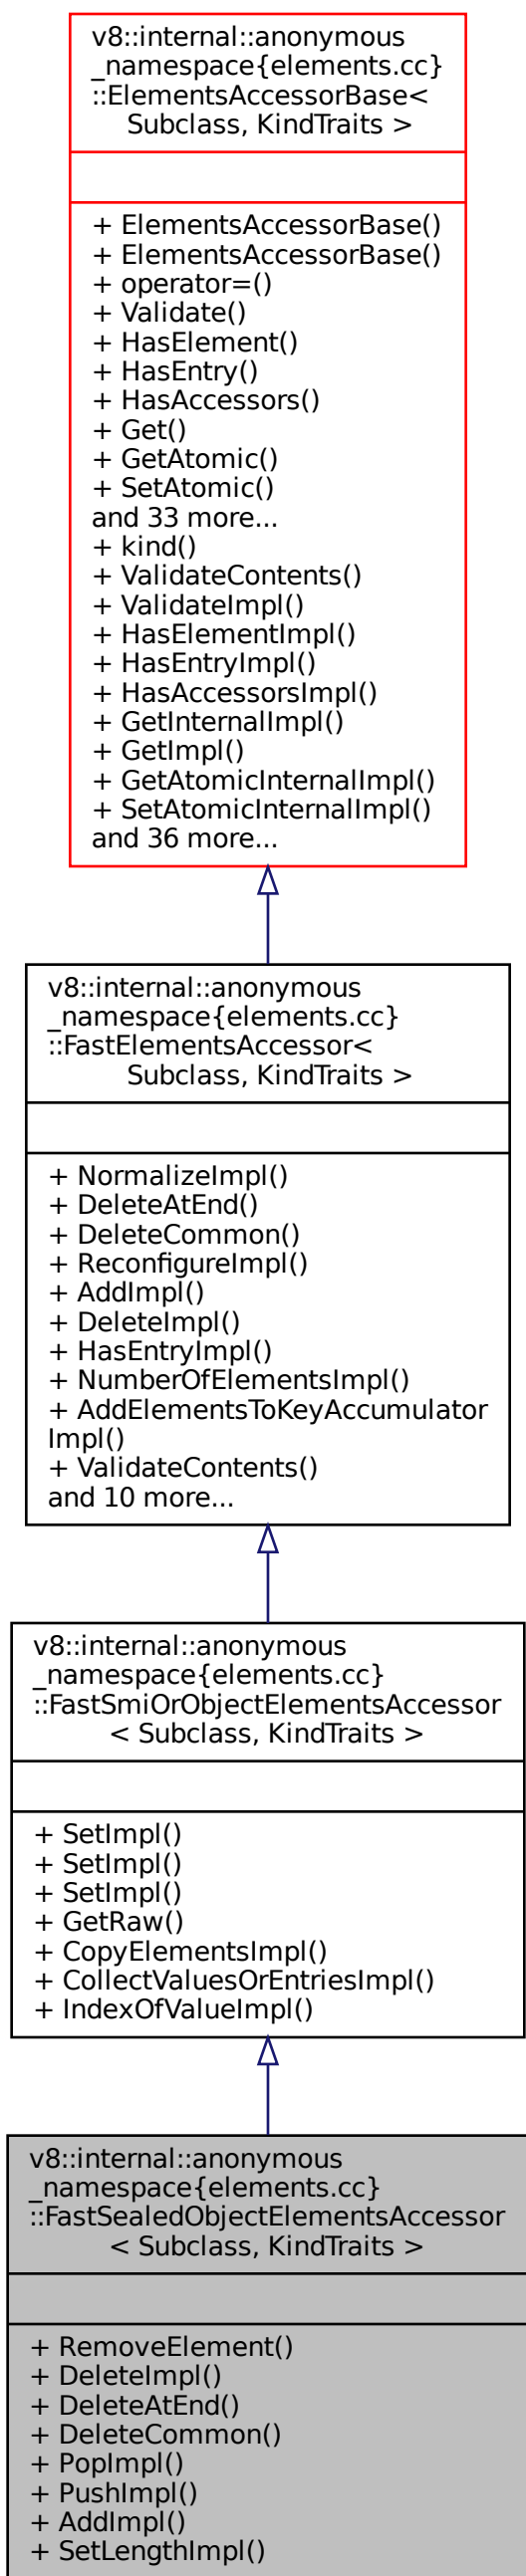 v8::internal::anonymous
_namespace{elements.cc}
::ElementsAccessorBase<
Subclass, KindTraits >
+ ElementsAccessorBase()
+ ElementsAccessorBase()
+ operator=()
+ Validate()
+ HasElement()
+ HasEntry()
+ HasAccessors()
+ Get()
+ GetAtomic()
+ SetAtomic()
and 33 more...
+ kind()
+ ValidateContents()
+ ValidateImpl()
+ HasElementImpl()
+ HasEntryImpl()
+ HasAccessorsImpl()
+ GetInternalImpl()
+ GetImpl()
+ GetAtomicInternalImpl()
+ SetAtomicInternalImpl()
and 36 more...
v8::internal::anonymous
_namespace{elements.cc}
::FastElementsAccessor<
Subclass, KindTraits >
+ NormalizeImpl()
+ DeleteAtEnd()
+ DeleteCommon()
+ ReconfigureImpl()
+ AddImpl()
+ DeleteImpl()
+ HasEntryImpl()
+ NumberOfElementsImpl()
+ AddElementsToKeyAccumulator
Impl()
+ ValidateContents()
and 10 more...
v8::internal::anonymous
_namespace{elements.cc}
::FastSmiOrObjectElementsAccessor
< Subclass, KindTraits >
+ SetImpl()
+ SetImpl()
+ SetImpl()
+ GetRaw()
+ CopyElementsImpl()
+ CollectValuesOrEntriesImpl()
+ IndexOfValueImpl()
v8::internal::anonymous
_namespace{elements.cc}
::FastSealedObjectElementsAccessor
< Subclass, KindTraits >
+ RemoveElement()
+ DeleteImpl()
+ DeleteAtEnd()
+ DeleteCommon()
+ PopImpl()
+ PushImpl()
+ AddImpl()
+ SetLengthImpl()